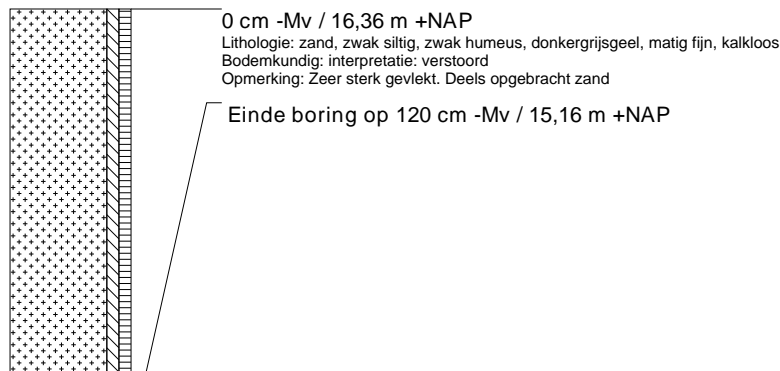 0 cm -Mv / 16,36 m +NAP
Lithologie: zand, zwak siltig, zwak humeus, donkergrijsgeel, matig fijn, kalkloos
Bodemkundig: interpretatie: verstoord
Opmerking: Zeer sterk gevlekt. Deels opgebracht zand
Einde boring op 120 cm -Mv / 15,16 m +NAP